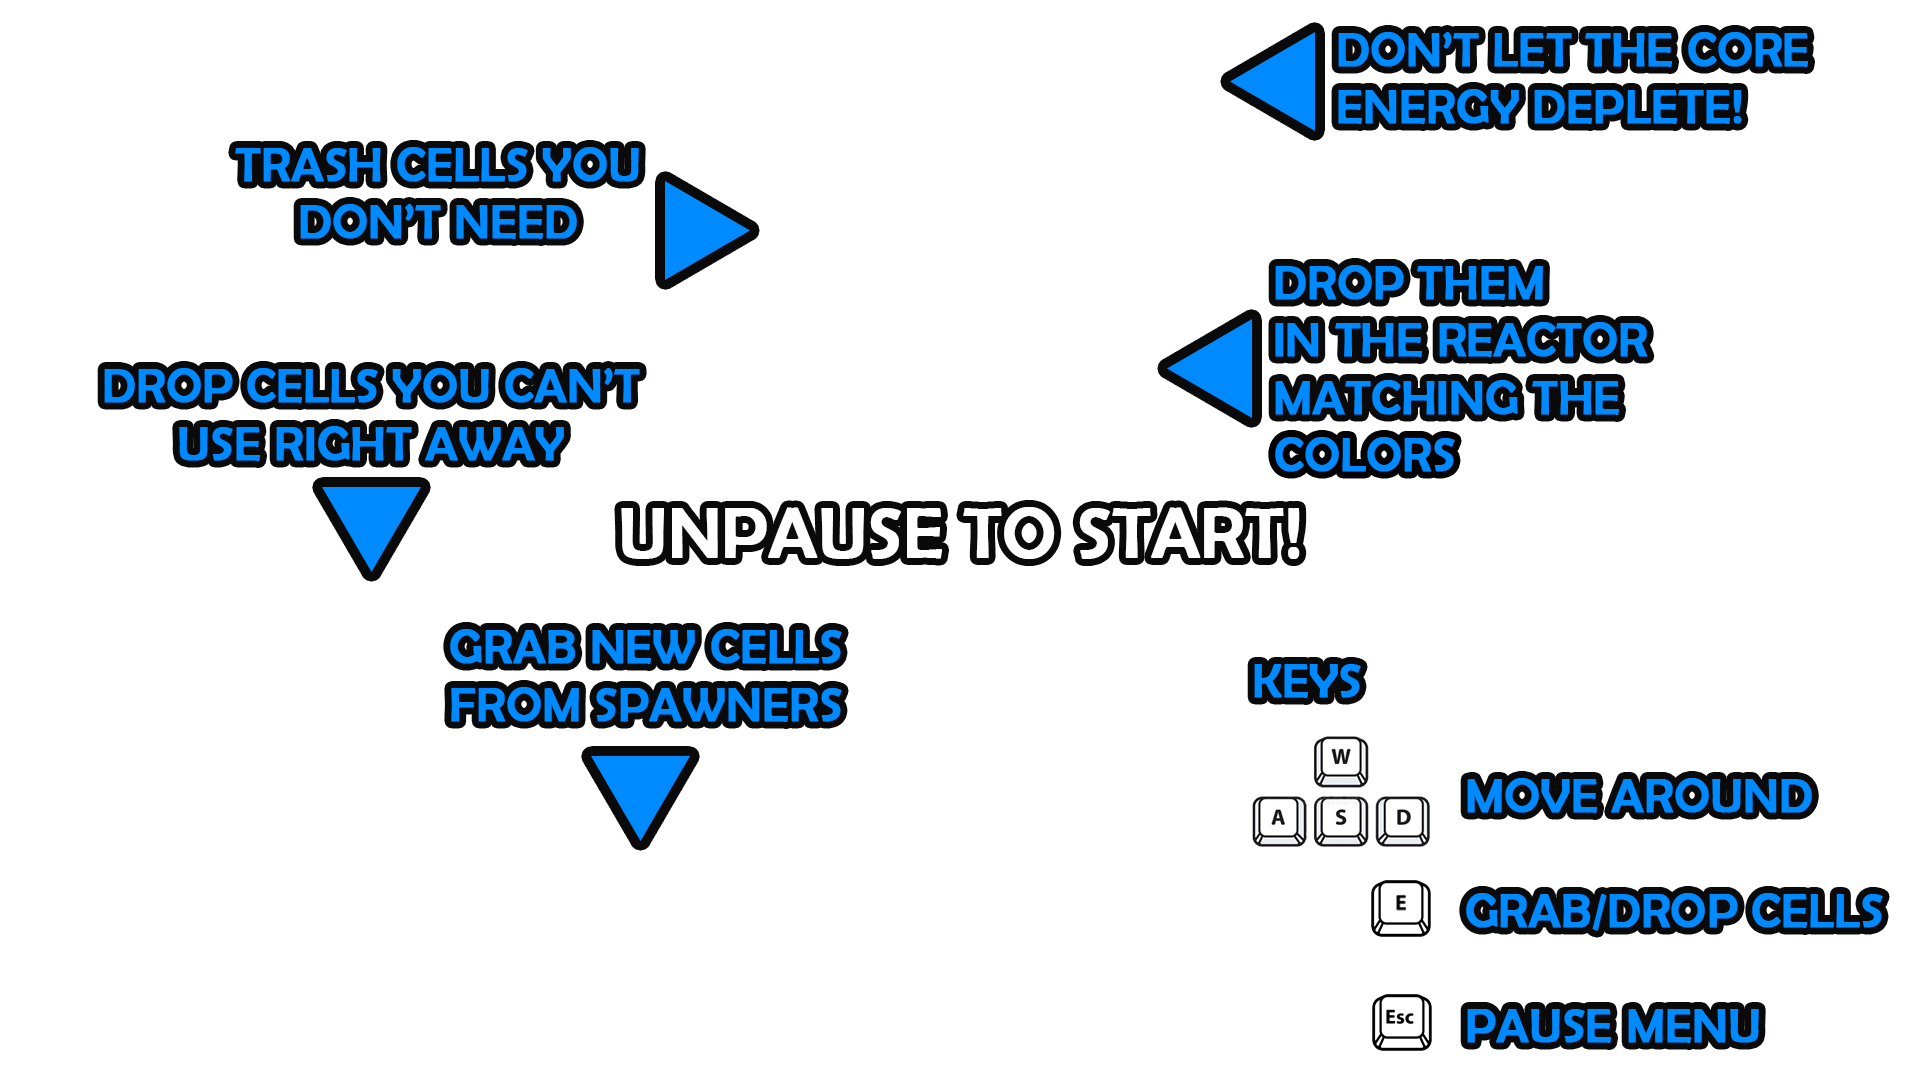 DON'T LET THE CORE
ENERGY DEPLETE!
TRASH CELLS YOU
DON'T NEED
DROP THEM
IN THE REACTOR
MATCHING THE
COLORS
DROP CELLS YOU CAN'T
USE RIGHT AWAY
UNPAUSE TO START!
GRAB NEW CELLS
FROM SPAWNERS
KEYS
W
A S D
MOVE AROUND
E
GRAB/DROP CELLS
Esc
PAUSE MENU